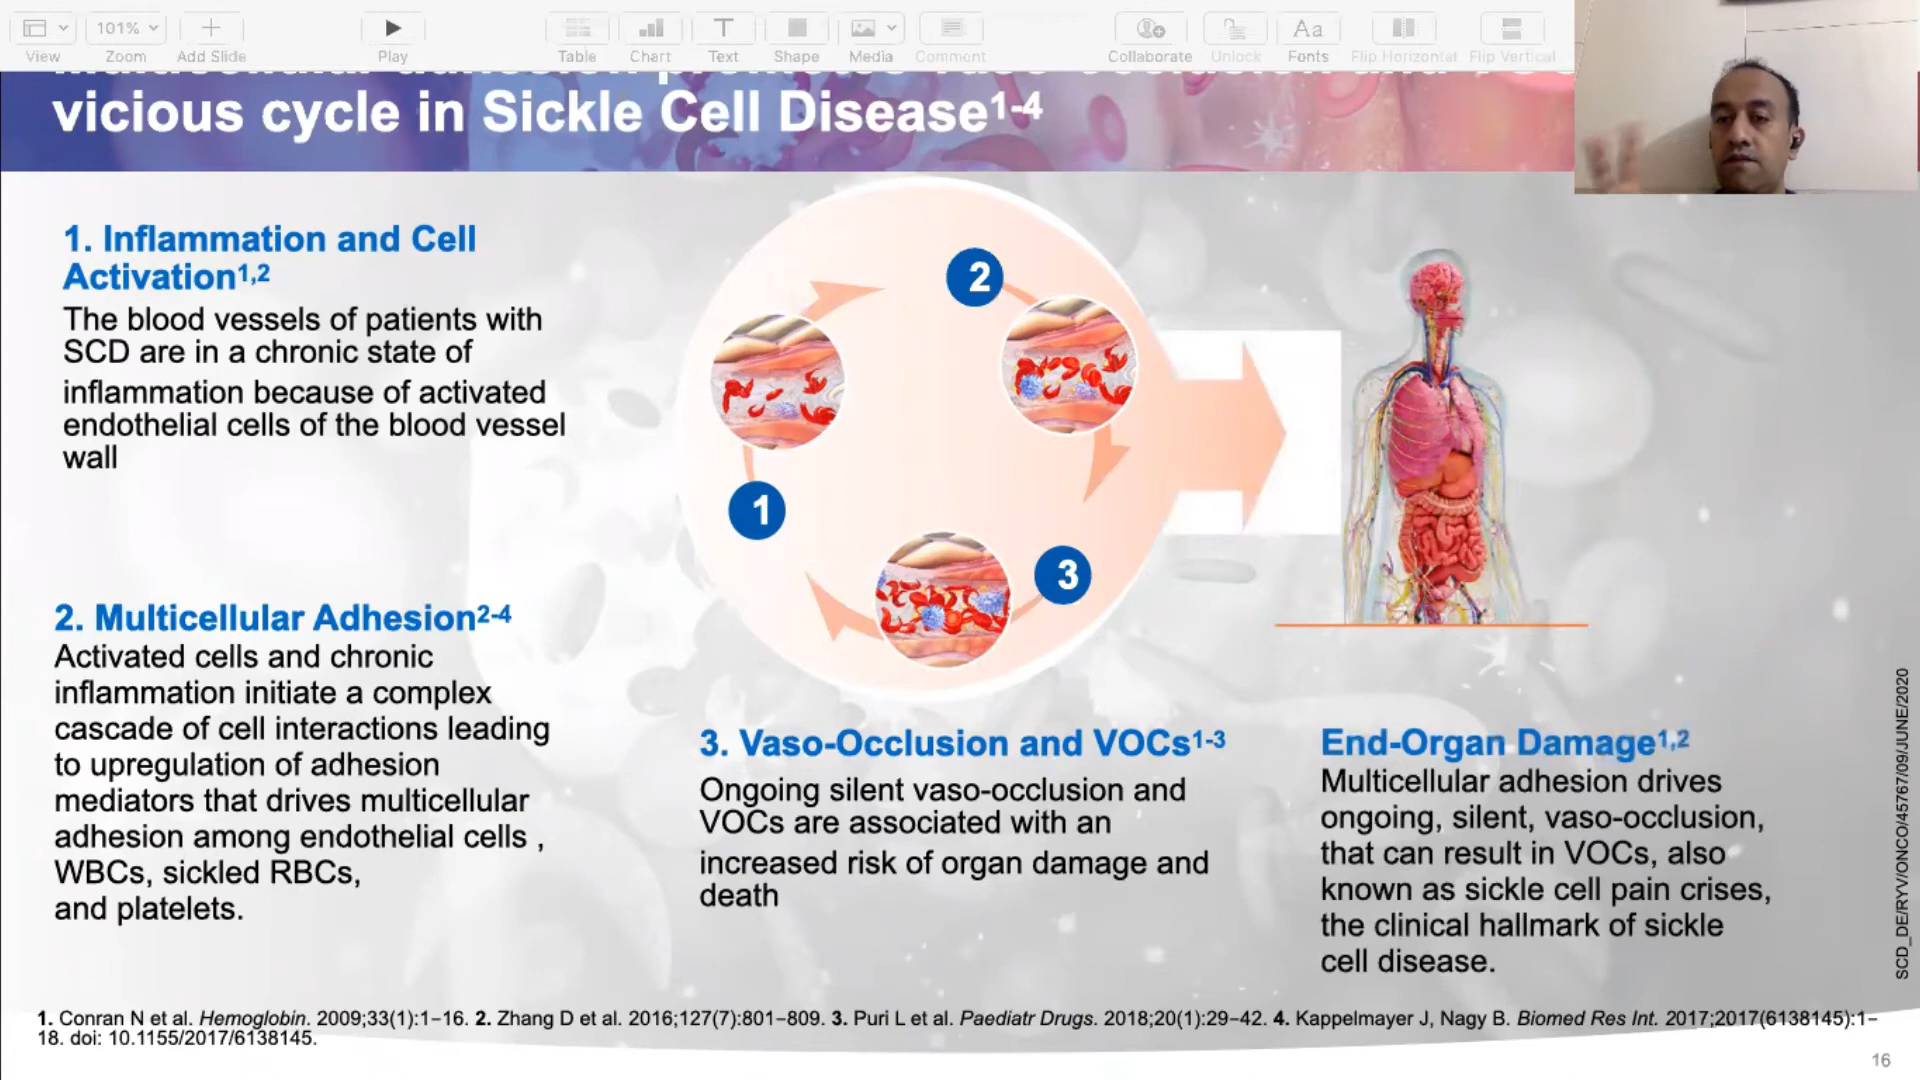 101%
View
Zoom
Add Slide
Play
Table
Chart
Text
Shape
Media
Comment
Collaborate
Unlock
Aa
Fonts
Flip Horizontal
Flip Vertical
vicious cycle in Sickle Cell Disease1-4
1. Inflammation and Cell
Activation1,2
The blood vessels of patients with
SCD are in a chronic state of
inflammation because of activated
endothelial cells of the blood vessel
wall
2. Multicellular Adhesion2-4
Activated cells and chronic
inflammation initiate a complex
cascade of cell interactions leading
to upregulation of adhesion
mediators that drives multicellular
adhesion among endothelial cells ,
WBCs, sickled RBCs,
and platelets.
1
2
3
3. Vaso-Occlusion and VOCs1-3
Ongoing silent vaso-occlusion and
VOCs are associated with an
increased risk of organ damage and
death
End-Organ Damage1,2
Multicellular adhesion drives
ongoing, silent, vaso-occlusion,
that can result in VOCs, also
known as sickle cell pain crises,
the clinical hallmark of sickle
cell disease.
SCD_DE/RYV/ONCO/45767/09/JUNE/2020
1. Conran N et al. Hemoglobin. 2009;33(1):1–16. 2. Zhang D et al. 2016;127(7):801–809. 3. Puri L et al. Paediatr Drugs. 2018;20(1):29–42. 4. Kappelmayer J, Nagy B. Biomed Res Int. 2017;2017(6138145):1–
18. doi: 10.1155/2017/6138145.
16